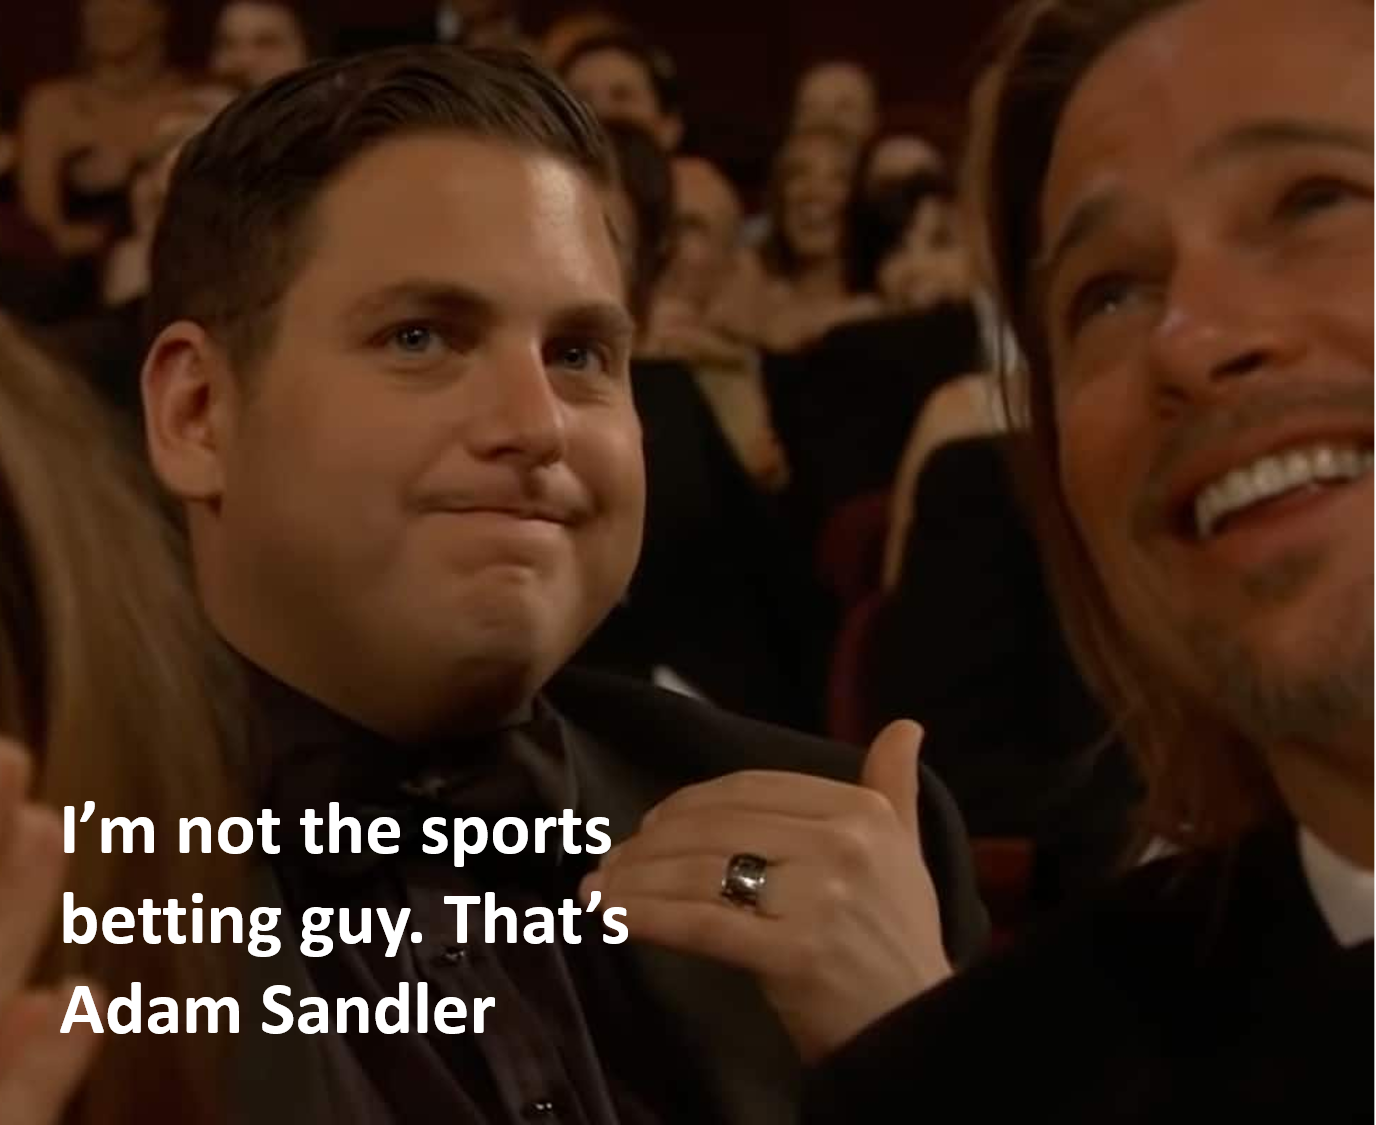 I’m not the sports
betting guy. That’s
Adam Sandler